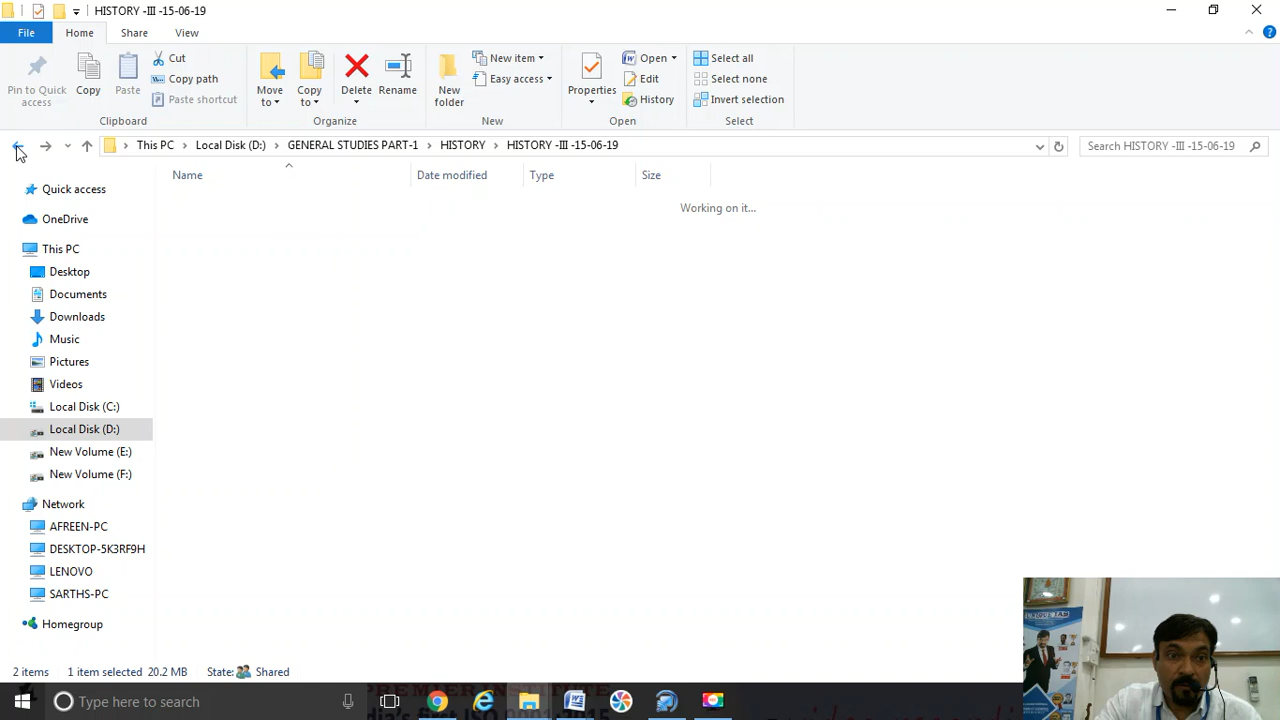 HISTORY -III -15-06-19
File
Home
Share
View
Pin to Quick access
Copy
Paste
Cut
Copy path
Paste shortcut
Clipboard
Move to
Copy to
Delete
Rename
Organize
New folder
New item
Easy access
New
Properties
Open
Edit
History
Open
Select all
Select none
Invert selection
Select
This PC > Local Disk (D:) > GENERAL STUDIES PART-1 > HISTORY > HISTORY -III -15-06-19
Search HISTORY -III -15-06-19
Name
Date modified
Type
Size
Working on it...
Quick access
OneDrive
This PC
Desktop
Documents
Downloads
Music
Pictures
Videos
Local Disk (C:)
Local Disk (D:)
New Volume (E:)
New Volume (F:)
Network
AFREEN-PC
DESKTOP-5K3RF9H
LENOVO
SARTHS-PC
Homegroup
2 items
1 item selected 20.2 MB
State: Shared
PREMIER INSTITUTE
Type here to search